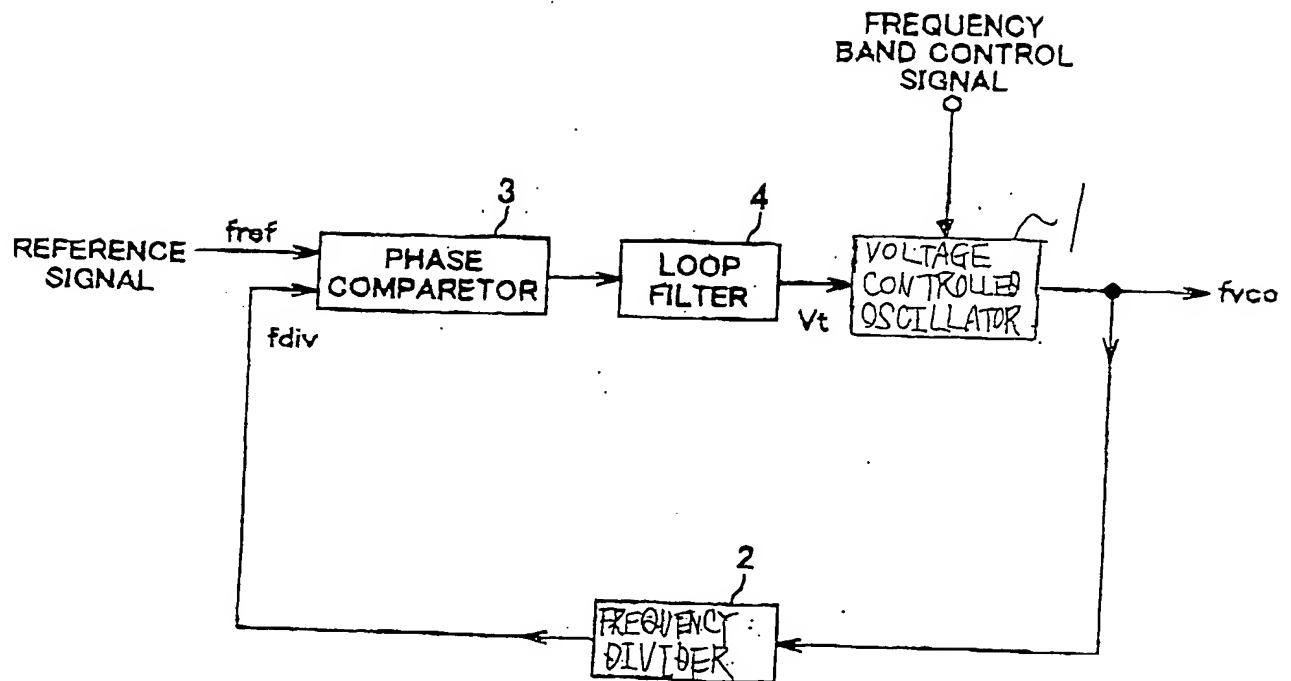 FREQUENCY
BAND CONTROL
SIGNAL
3
4
1
REFERENCE
SIGNAL
fref
PHASE
COMPARETOR
LOOP
FILTER
VOLTAGE
CONTROLLED
OSCILLATOR
fvco
Vt
fdiv
2
FREQUENCY
DIVIDER